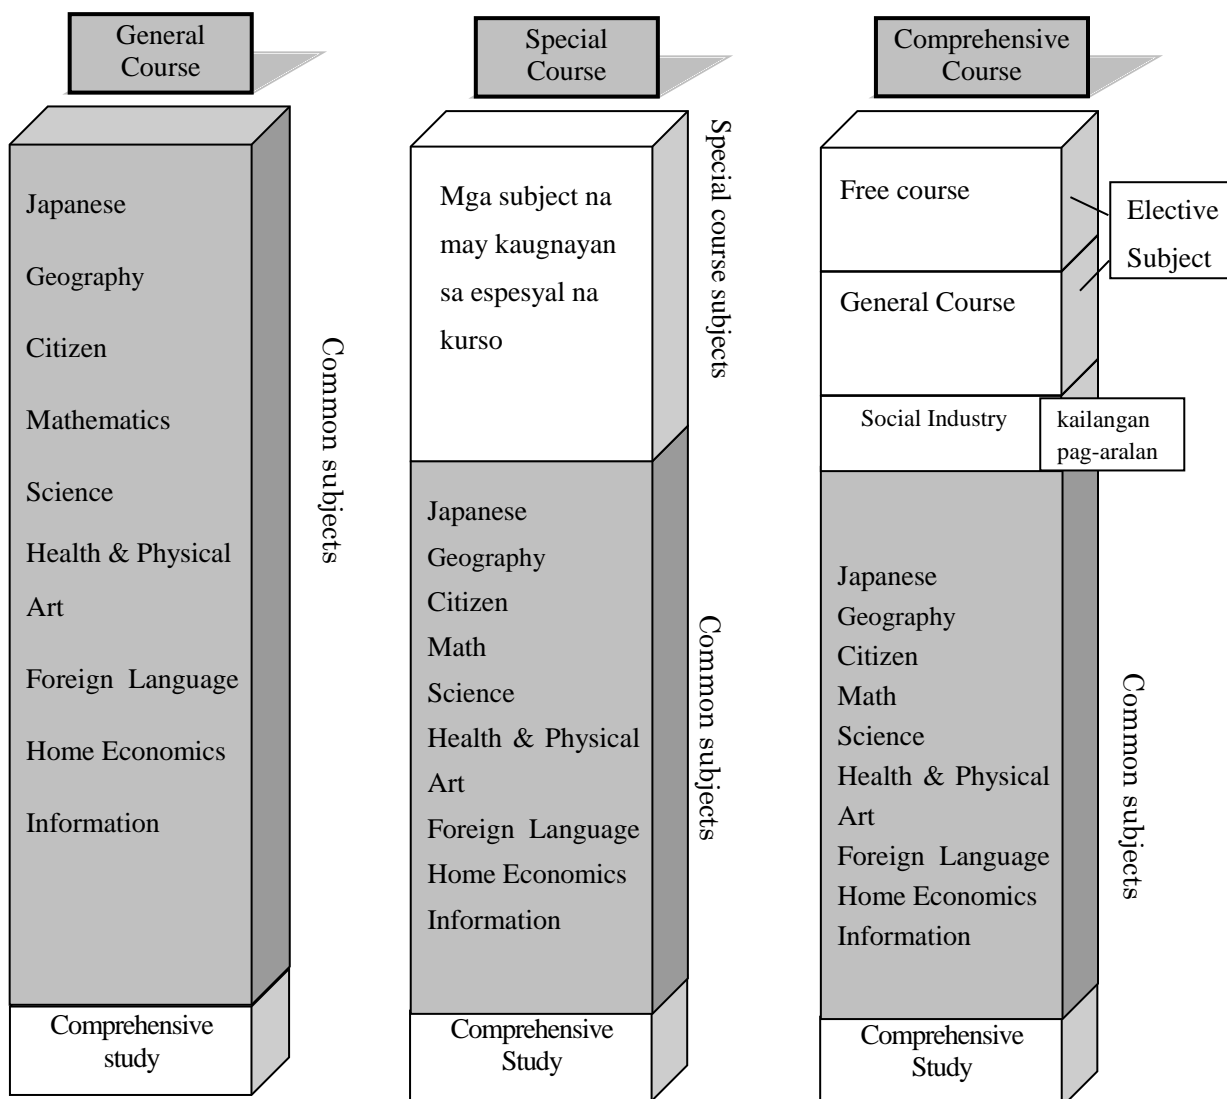 General
Course
Japanese
Geography
Citizen
Mathematics
Science
Health & Physical
Art
Foreign Language
Home Economics
Information
Comprehensive
study
Common subjects
Special
Course
Mga subject na
may kaugnayan
sa espesyal na
kurso
Special course subjects
Japanese
Geography
Citizen
Math
Science
Health & Physical
Art
Foreign Language
Home Economics
Information
Common subjects
Comprehensive
Study
Comprehensive
Course
Free course
General Course
Elective
Subject
Social Industry
kailangan
pag-aralan
Japanese
Geography
Citizen
Math
Science
Health & Physical
Art
Foreign Language
Home Economics
Information
Common subjects
Comprehensive
Study